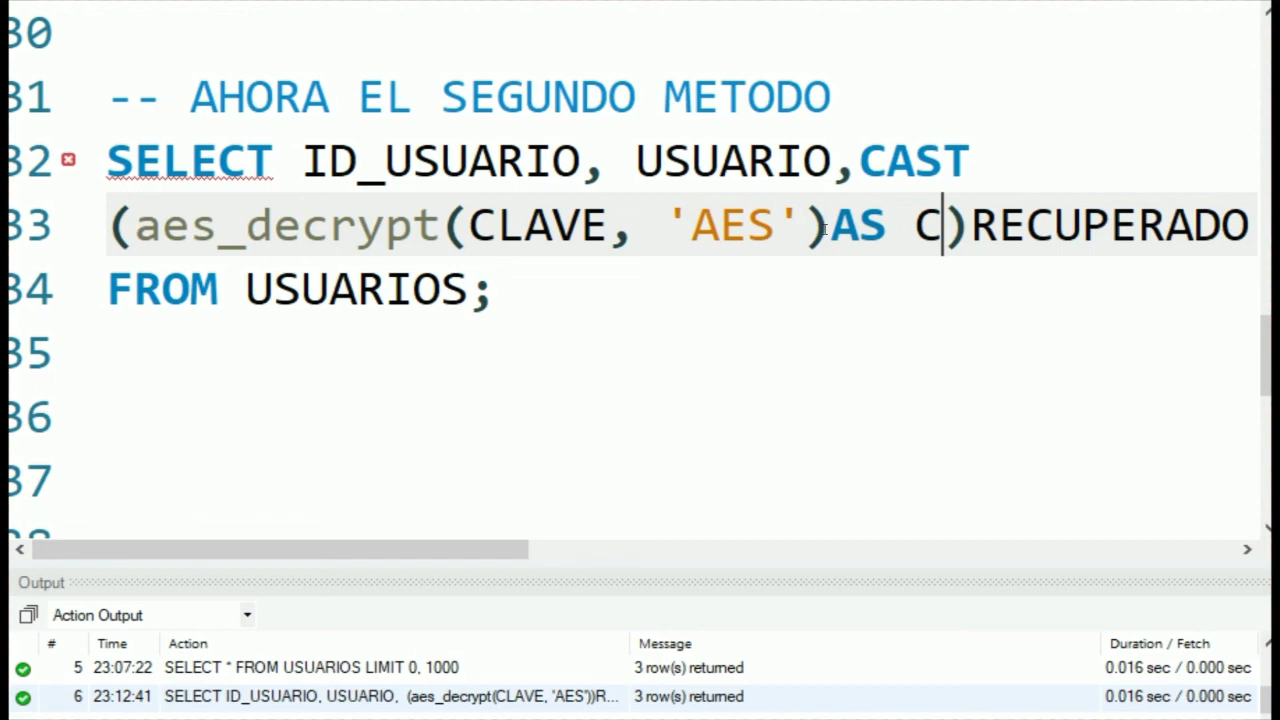 30
31 -- AHORA EL SEGUNDO METODO
32 SELECT ID_USUARIO, USUARIO,CAST
33 (aes_decrypt(CLAVE, 'AES')AS C)RECUPERADO
34 FROM USUARIOS;
35
36
37
38
Output
Action Output
# Time Action Message Duration / Fetch
5 23:07:22 SELECT * FROM USUARIOS LIMIT 0, 1000 3 row(s) returned 0.016 sec / 0.000 sec
6 23:12:41 SELECT ID_USUARIO, USUARIO, (aes_decrypt(CLAVE, 'AES'))R... 3 row(s) returned 0.016 sec / 0.000 sec